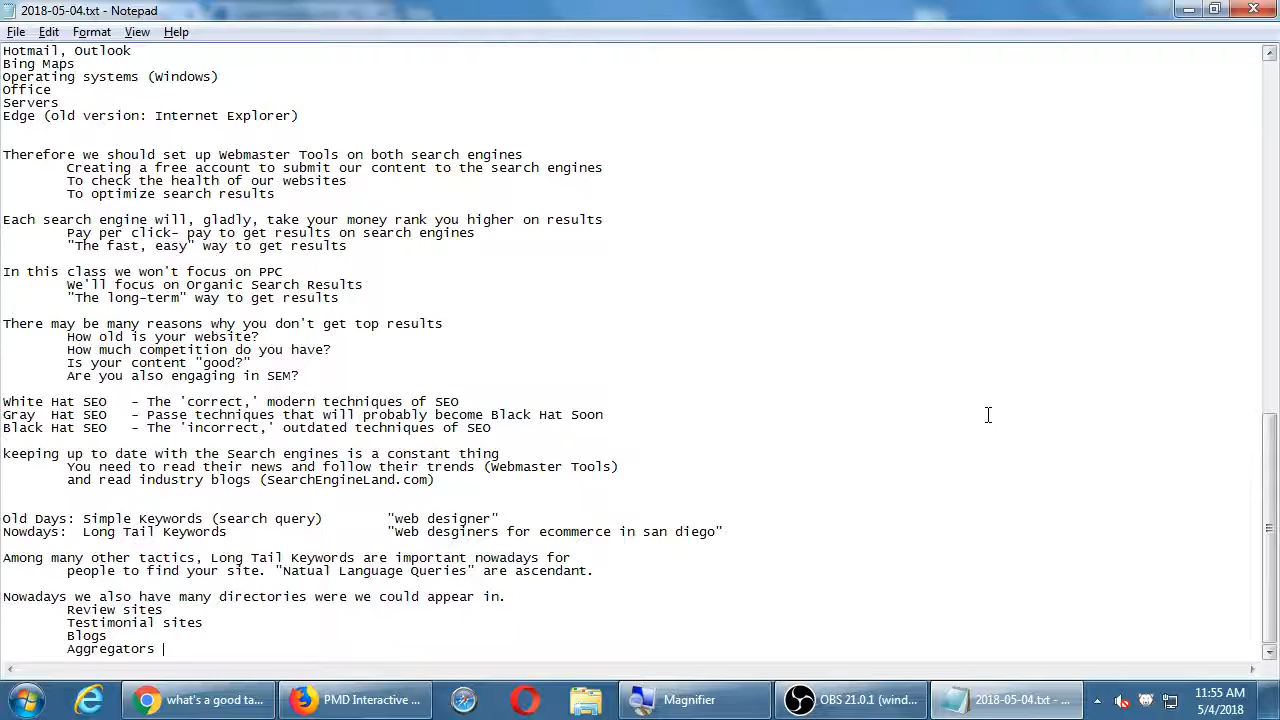 2018-05-04.txt - Notepad
File Edit Format View Help
Hotmail, Outlook
Bing Maps
Operating systems (Windows)
Office
Servers
Edge (old version: Internet Explorer)
Therefore we should set up Webmaster Tools on both search engines
Creating a free account to submit our content to the search engines
To check the health of our websites
To optimize search results
Each search engine will, gladly, take your money rank you higher on results
Pay per click- pay to get results on search engines
"The fast, easy" way to get results
In this class we won't focus on PPC
We'll focus on Organic Search Results
"The long-term" way to get results
There may be many reasons why you don't get top results
How old is your website?
How much competition do you have?
Is your content "good?"
Are you also engaging in SEM?
White Hat SEO - The 'correct,' modern techniques of SEO
Gray Hat SEO - Passe techniques that will probably become Black Hat Soon
Black Hat SEO - The 'incorrect,' outdated techniques of SEO
keeping up to date with the Search engines is a constant thing
You need to read their news and follow their trends (Webmaster Tools)
and read industry blogs (SearchEngineLand.com)
Old Days: Simple Keywords (search query) "web designer"
Nowadays: Long Tail Keywords "web desginers for ecommerce in san diego"
Among many other tactics, Long Tail Keywords are important nowadays for
people to find your site. "Natual Language Queries" are ascendant.
Nowadays we also have many directories were we could appear in.
Review sites
Testimonial sites
Blogs
Aggregators
what's a good ta...
PMD Interactive ...
Magnifier
OBS 21.0.1 (wind...
2018-05-04.txt - ...
11:55 AM
5/4/2018